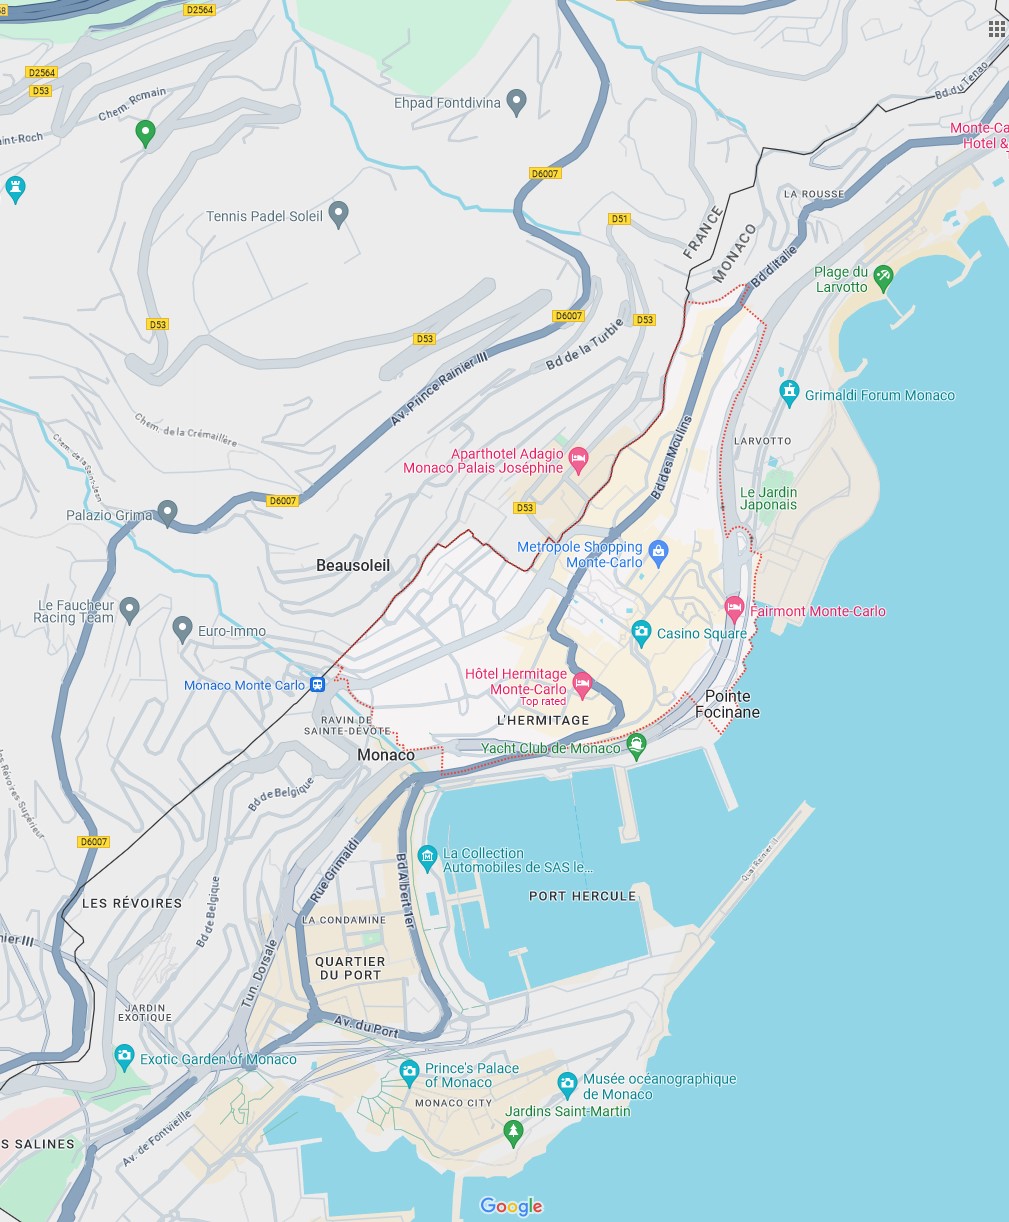 D2564
D2564
D53
Chem. Romain
Ehpad Fontdivina
Bd du Tenao
Monte-Ca
Hotel &
D6007
LA ROUSSE
Tennis Padel Soleil
D51
FRANCE
MONACO
Bd d'Italie
Plage du
Larvotto
D53
D6007
D53
D53
Bd de la Turbie
Av. Prince Rainier III
Grimaldi Forum Monaco
Chem. de la Crémaillère
Chem. de la Saint-Jean
Bd des Moulins
LARVOTTO
Aparthotel Adagio
Monaco Palais Joséphine
D6007
D53
Le Jardin
Japonais
Palazio Grima
Metropole Shopping
Monte-Carlo
Beausoleil
Le Faucheur
Racing Team
Euro-Immo
Fairmont Monte-Carlo
Casino Square
Monaco Monte Carlo
Hôtel Hermitage
Monte-Carlo
Top rated
Pointe
Focinane
L'HERMITAGE
RAVIN DE
SAINTE-DÉVOTE
Monaco
Yacht Club de Monaco
Bd de Belgique
D6007
Rue Grimaldi
Bd Albert 1er
La Collection
Automobiles de SAS le...
Quai Rainier III
PORT HERCULE
LES RÉVOIRES
Bd de Belgique
LA CONDAMINE
nier III
QUARTIER
DU PORT
Tun. Dorsale
JARDIN
EXOTIQUE
Av. du Port
Exotic Garden of Monaco
Prince's Palace
of Monaco
Musée océanographique
de Monaco
MONACO CITY
Jardins Saint-Martin
Av. de Fontvieille
S SALINES
Google